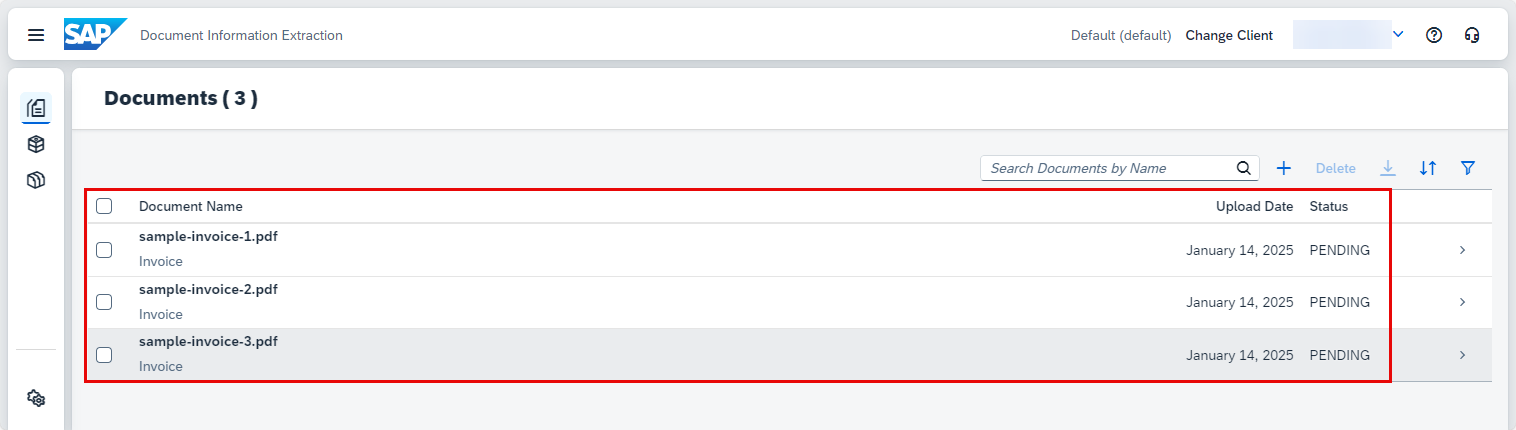 SAP Document Information Extraction Default (default) Change Client
Documents ( 3 )
Search Documents by Name Delete
Document Name Upload Date Status
sample-invoice-1.pdf
Invoice January 14, 2025 PENDING
sample-invoice-2.pdf
Invoice January 14, 2025 PENDING
sample-invoice-3.pdf
Invoice January 14, 2025 PENDING